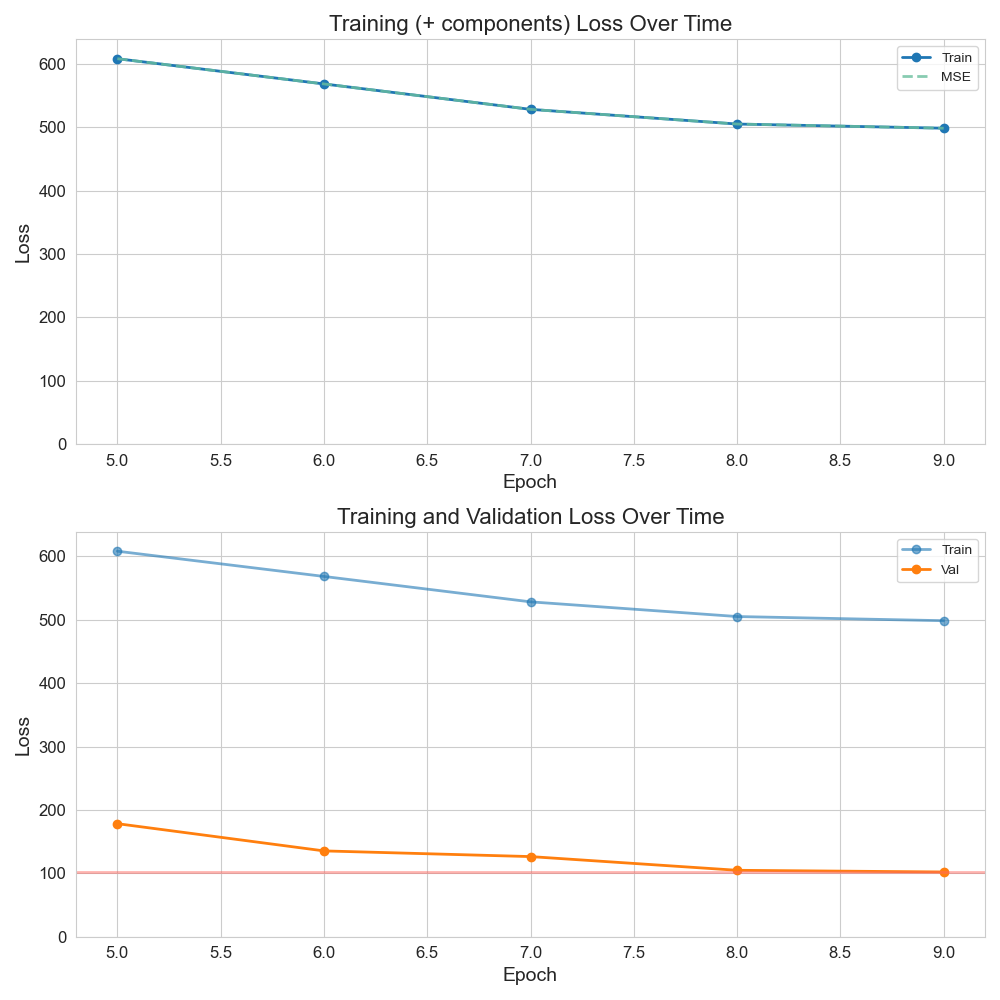 Training (+ components) Loss Over Time
Train
MSE
600
500
400
300
200
100
0
Loss
5.0 5.5 6.0 6.5 7.0 7.5 8.0 8.5 9.0
Epoch
Training and Validation Loss Over Time
Train
Val
600
500
400
300
200
100
0
Loss
5.0 5.5 6.0 6.5 7.0 7.5 8.0 8.5 9.0
Epoch